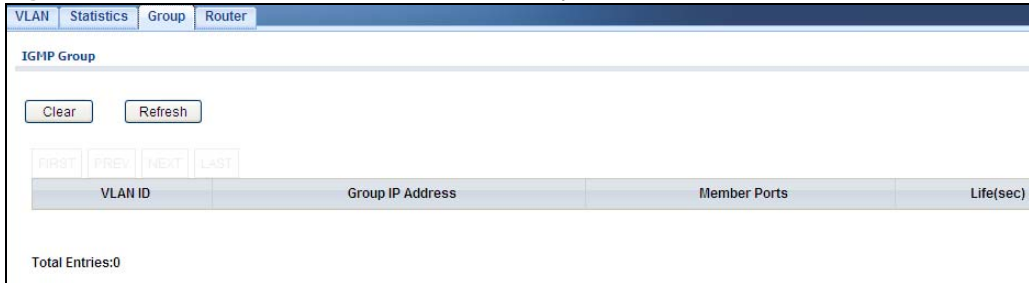 VLAN Statistics Group Router
IGMP Group
Clear Refresh
FIRST PREV NEXT LAST
VLAN ID Group IP Address Member Ports Life(sec)
Total Entries:0